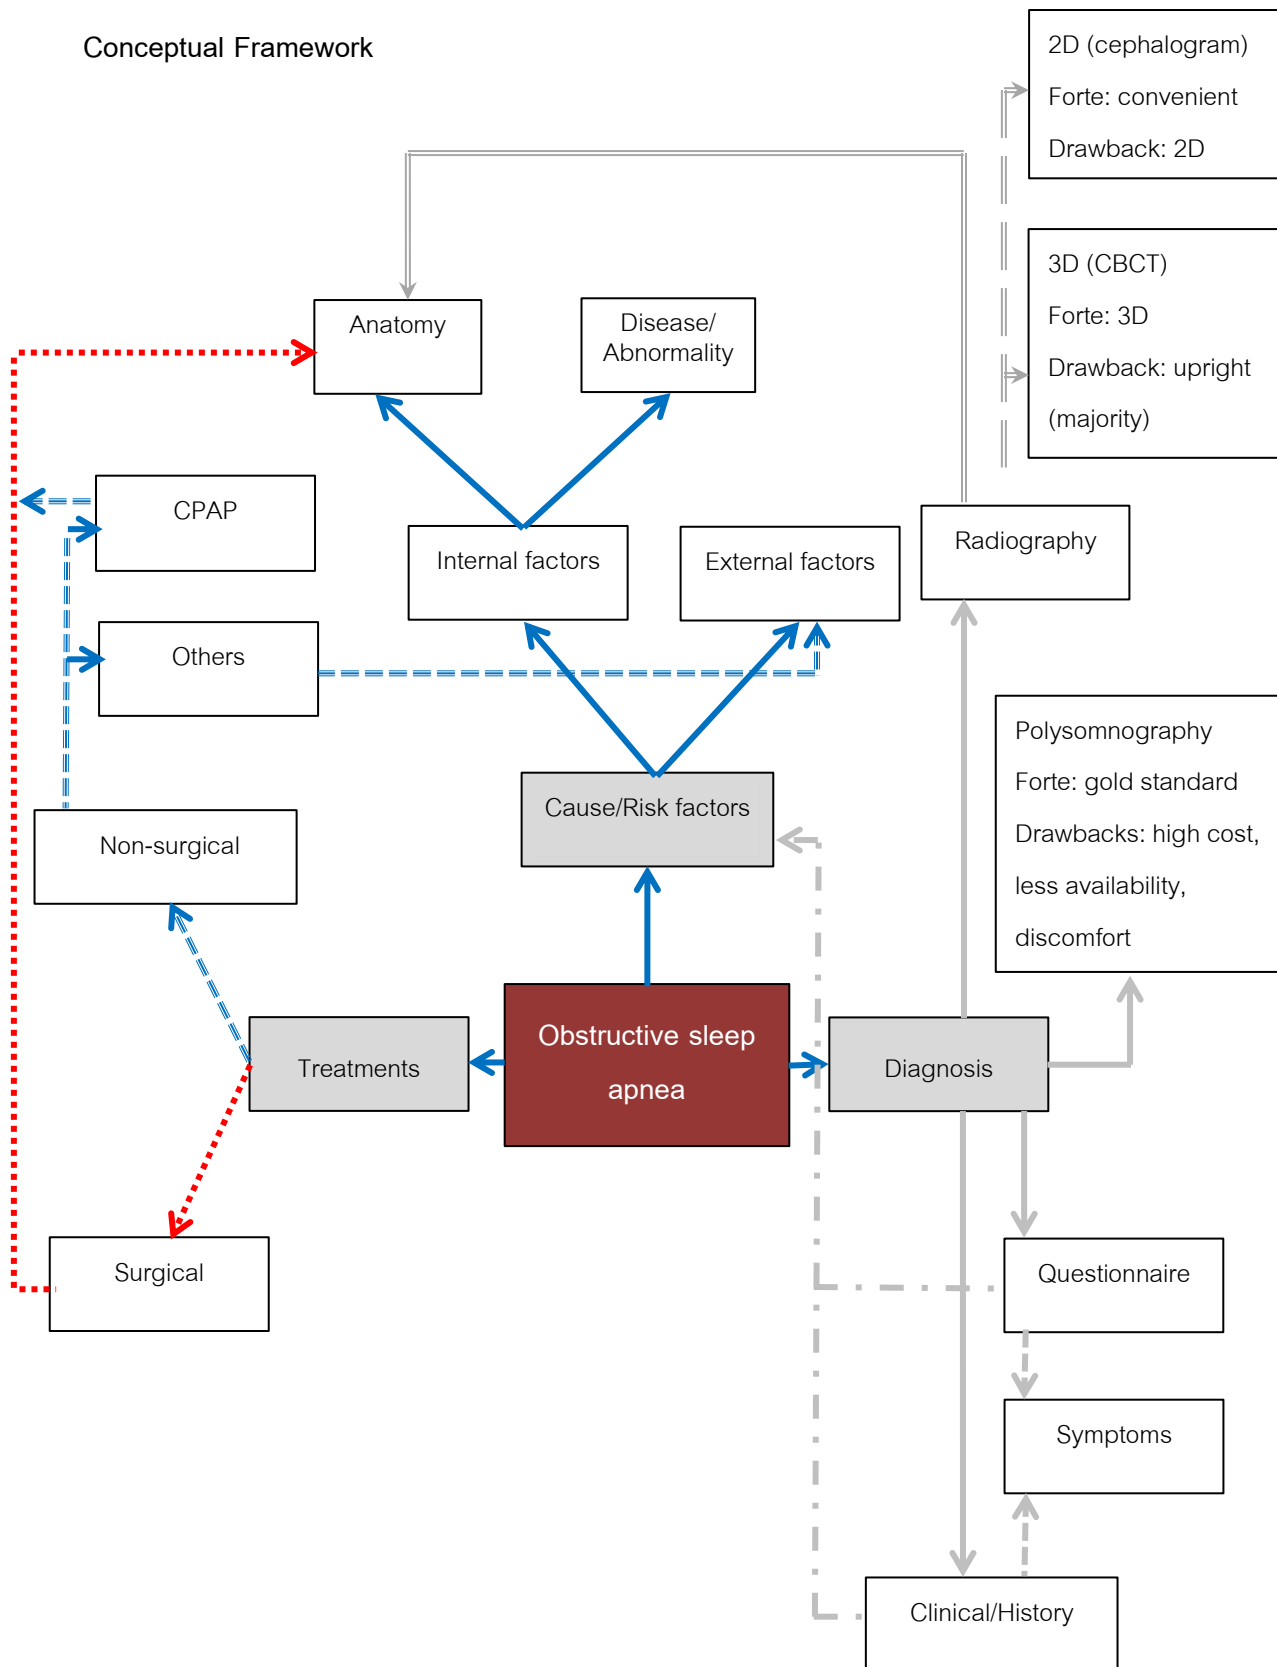 Conceptual Framework
2D (cephalogram)
Forte: convenient
Drawback: 2D
3D (CBCT)
Forte: 3D
Drawback: upright
(majority)
Anatomy
Disease/
Abnormality
CPAP
Internal factors
External factors
Radiography
Others
Polysomnography
Forte: gold standard
Drawbacks: high cost,
less availability,
discomfort
Cause/Risk factors
Non-surgical
Obstructive sleep
apnea
Treatments
Diagnosis
Surgical
Questionnaire
Symptoms
Clinical/History